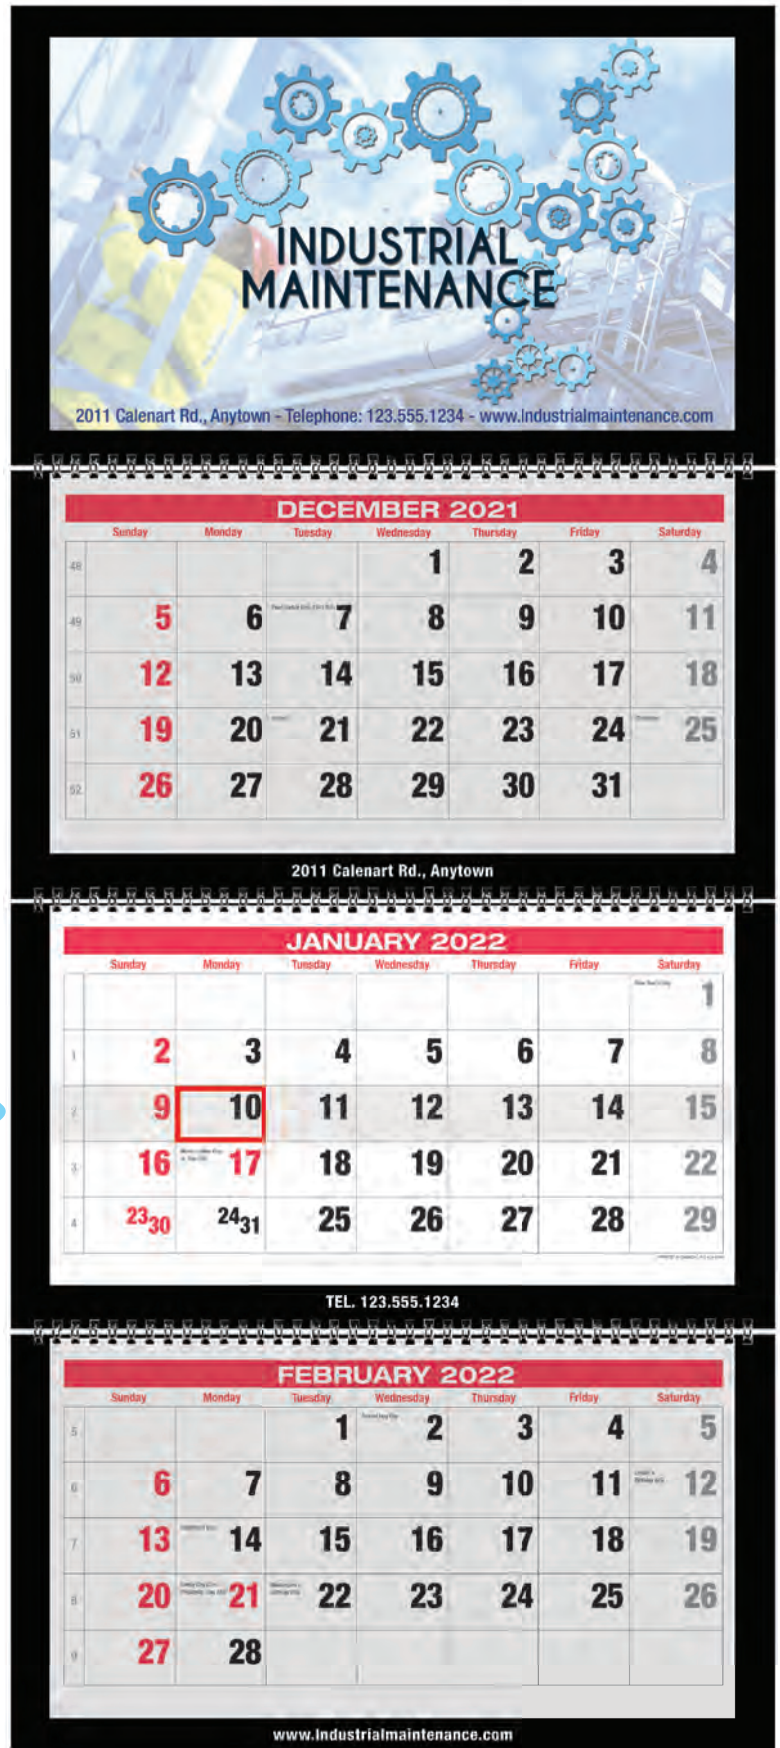 INDUSTRIAL
MAINTENANCE
2011 Calenart Rd., Anytown - Telephone: 123.555.1234 - www.Industrialmaintenance.com
DECEMBER 2021
Sunday Monday Tuesday Wednesday Thursday Friday Saturday
48 1 2 3 4
49 5 6 7 8 9 10 11
50 12 13 14 15 16 17 18
51 19 20 21 22 23 24 25
52 26 27 28 29 30 31
2011 Calenart Rd., Anytown
JANUARY 2022
Sunday Monday Tuesday Wednesday Thursday Friday Saturday
New Year's Day 1
1 2 3 4 5 6 7 8
2 9 10 11 12 13 14 15
3 16 17 18 19 20 21 22
4 23 30 24 31 25 26 27 28 29
TEL. 123.555.1234
FEBRUARY 2022
Sunday Monday Tuesday Wednesday Thursday Friday Saturday
5 1 2 3 4 5
6 6 7 8 9 10 11 12
7 13 14 15 16 17 18 19
8 20 21 22 23 24 25 26
9 27 28
www.Industrialmaintenance.com